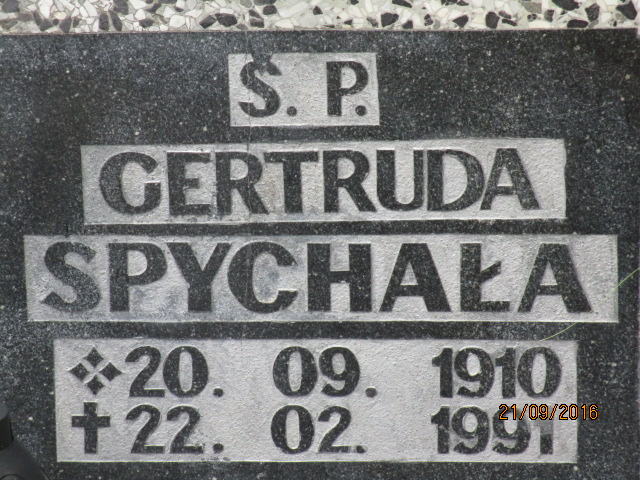 Ś. P.
GERTRUDA
SPYCHAŁA
20. 09. 1910
22. 02. 1991
21/09/2016